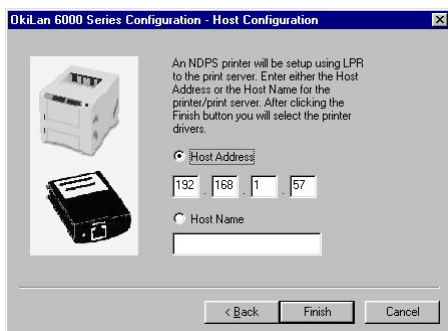 OkiLan 6000 Series Configuration - Host Configuration
An NDPS printer will be setup using LPR
to the print server. Enter either the Host
Address or the Host Name for the
printer/print server. After clicking the
Finish button you will select the printer
drivers.
Host Address
192 . 168 . 1 . 57
Host Name
< Back Finish Cancel